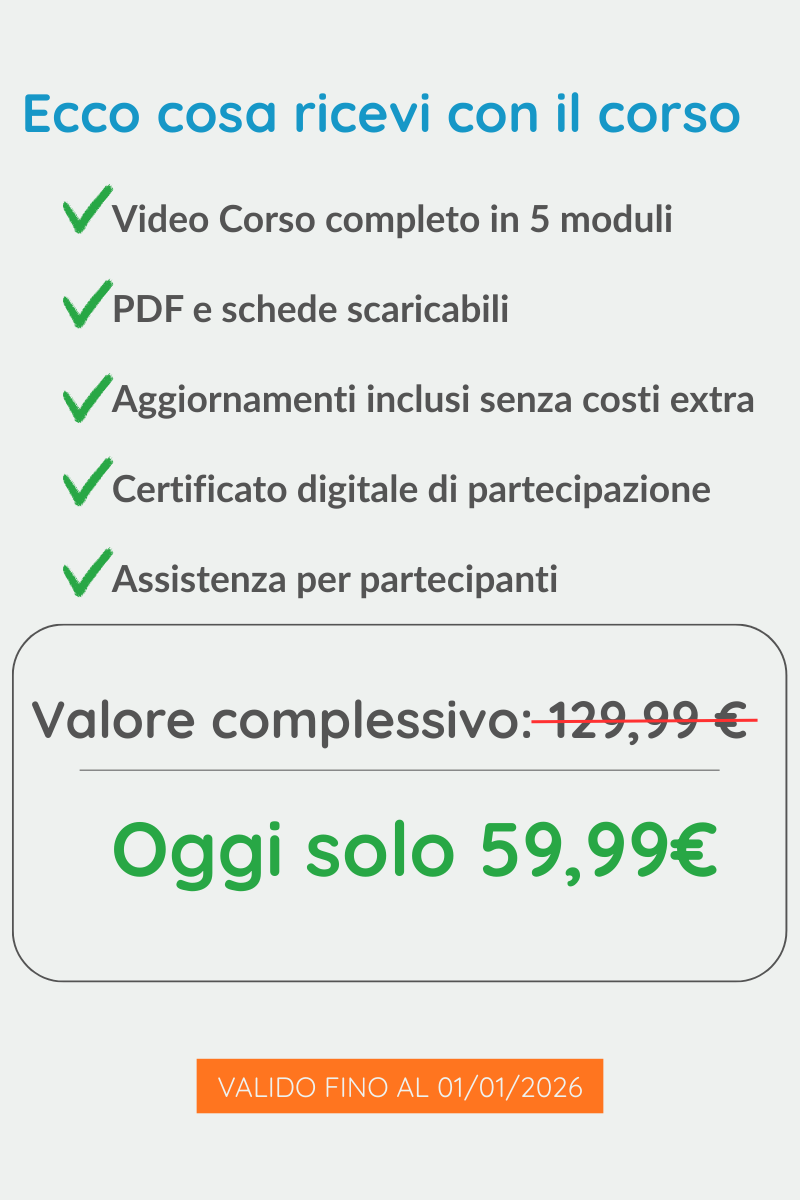 Ecco cosa ricevi con il corso
Video Corso completo in 5 moduli
PDF e schede scaricabili
Aggiornamenti inclusi senza costi extra
Certificato digitale di partecipazione
Assistenza per partecipanti
Valore complessivo: 129,99 €
Oggi solo 59,99€
VALIDO FINO AL 01/01/2026